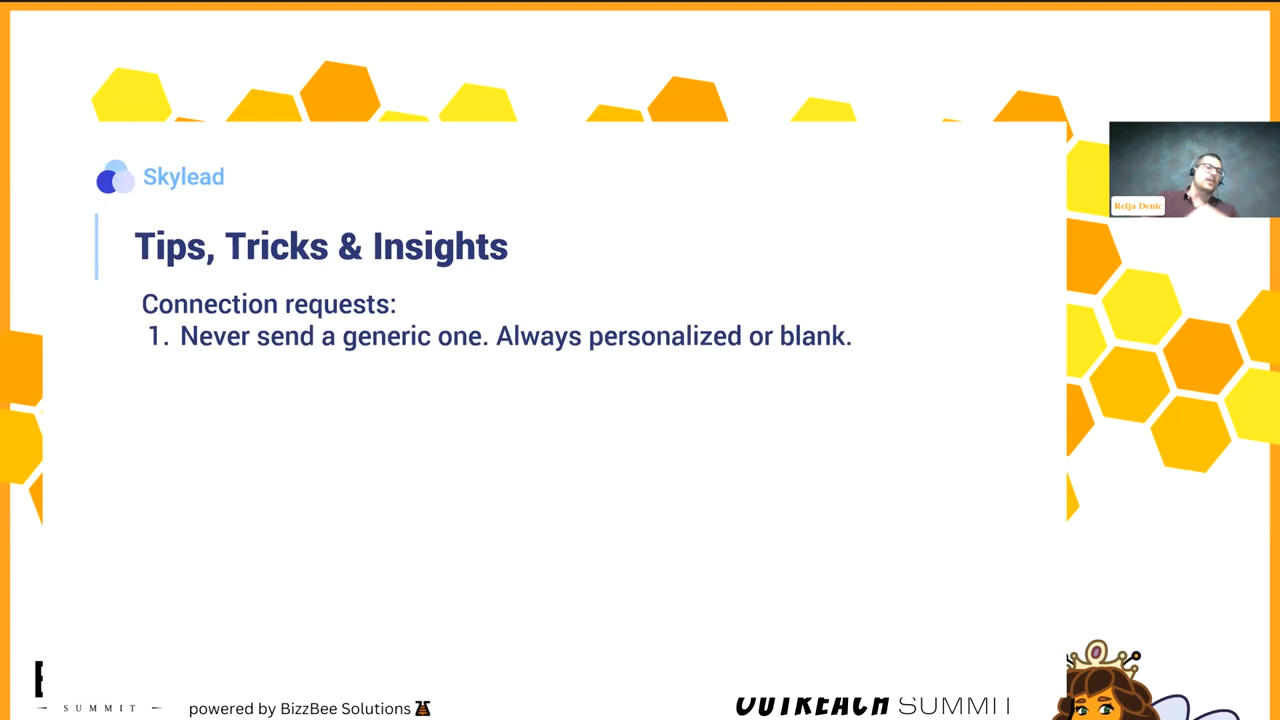 Skylead
Relja Denic
Tips, Tricks & Insights
Connection requests:
1. Never send a generic one. Always personalized or blank.
SUMMIT
powered by BizzBee Solutions
OUTREACH SUMMIT